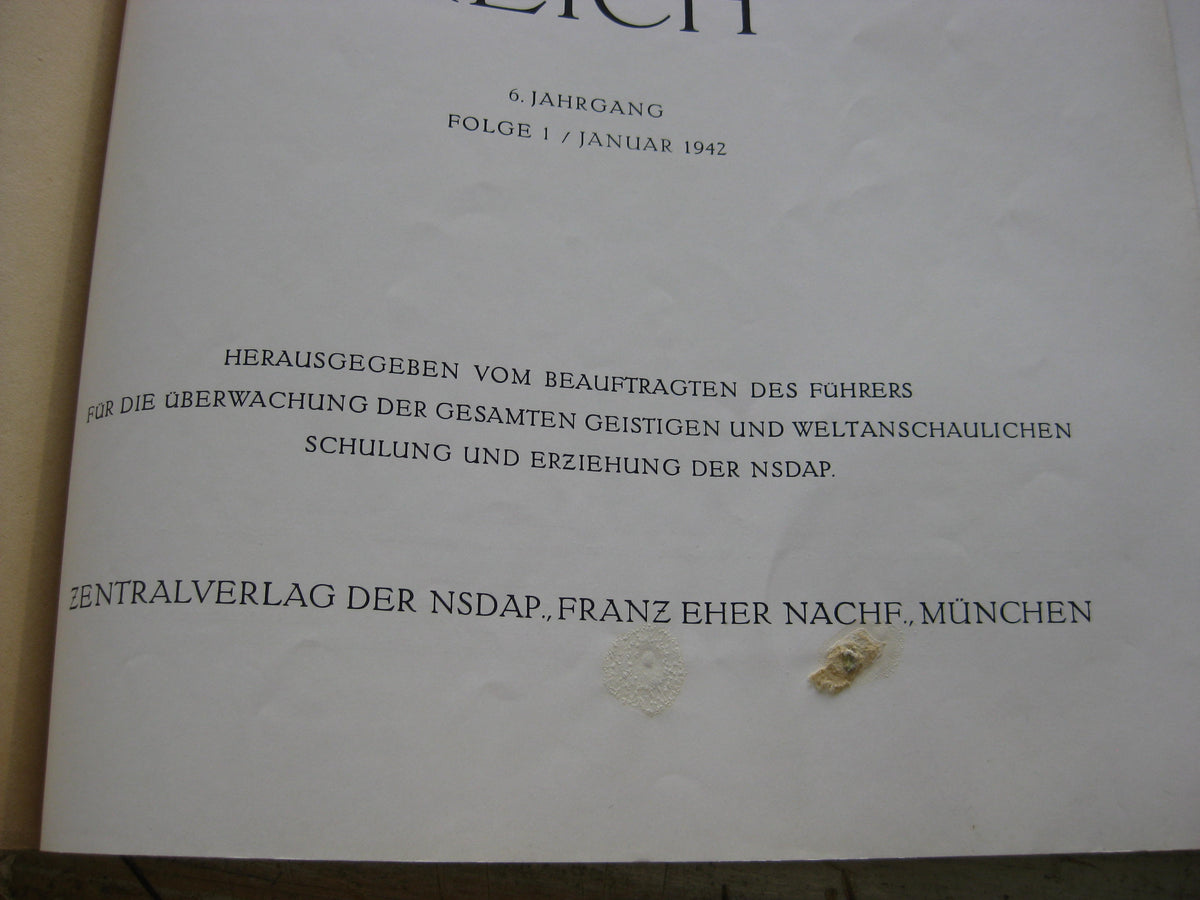 6. JAHRGANG
FOLGE 1 / JANUAR 1942
HERAUSGEGEBEN VOM BEAUFTRAGTEN DES FÜHRERS
FÜR DIE ÜBERWACHUNG DER GESAMTEN GEISTIGEN UND WELTANSCHAULICHEN
SCHULUNG UND ERZIEHUNG DER NSDAP.
ZENTRALVERLAG DER NSDAP., FRANZ EHER NACHF., MÜNCHEN